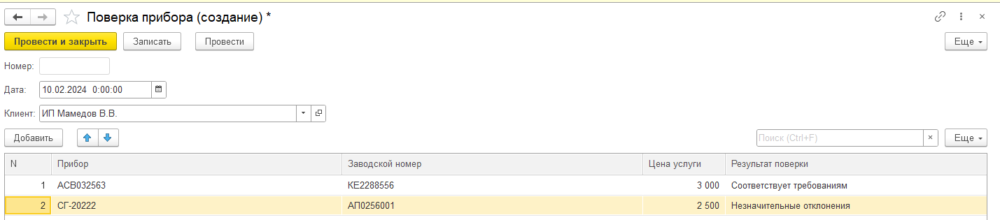 Поверка прибора (создание) *
Провести и закрыть Записать Провести Еще
Номер:
Дата: 10.02.2024 0:00:00
Клиент: ИП Мамедов В.В.
Добавить Поиск (Ctrl+F) × Еще
N Прибор Заводской номер Цена услуги Результат поверки
1 АСВ032563 КЕ2288556 3 000 Соответствует требованиям
2 СГ-20222 АП0256001 2 500 Незначительные отклонения